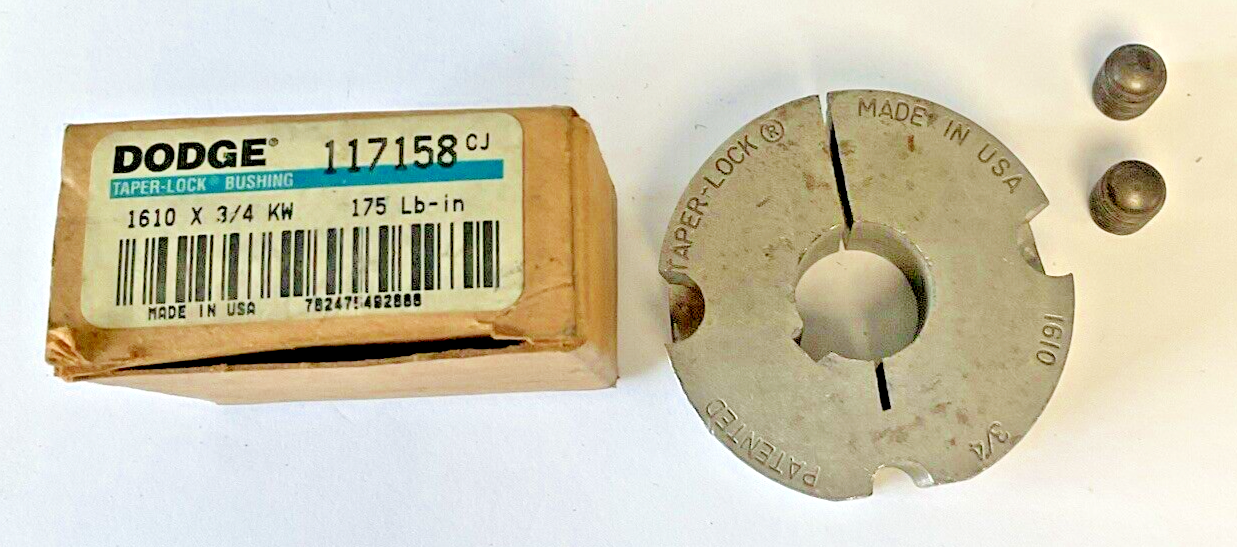 DODGE® 117158 CJ
TAPER-LOCK® BUSHING
1610 X 3/4 KW 175 Lb-in
MADE IN USA
TAPER-LOCK®
MADE IN USA
1610
3/4
PATENTED